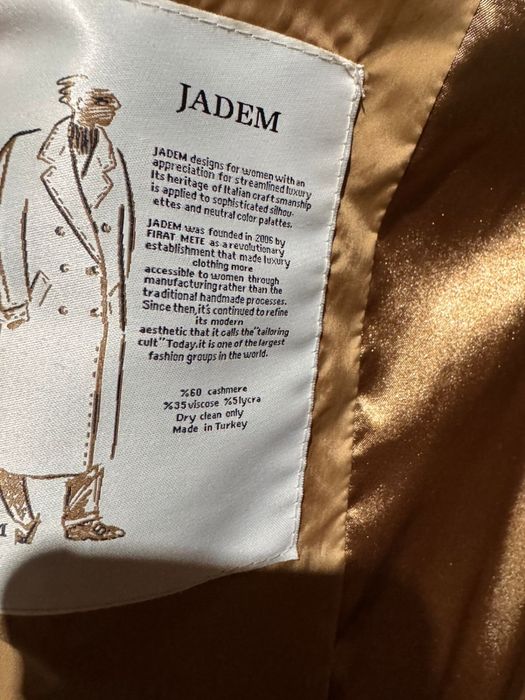 JADEM
JADEM designs for women with an
appreciation for streamlined luxury
Its heritage of Italian craftsmanship
is applied to sophisticated silhou-
ettes and neutral color palettes.
JADEM was founded in 2006 by
FIRAT METE as a revolutionary
establishment that made luxury
clothing more
accessible to women through
manufacturing rather than the
traditional handmade processes.
Since then, it's continued to refine
its modern
aesthetic that it calls the "tailoring
cult" Today.it is one of the largest
fashion groups in the world.
%60 cashmere
%35 viscose %5 lycra
Dry clean only
Made in Turkey
M